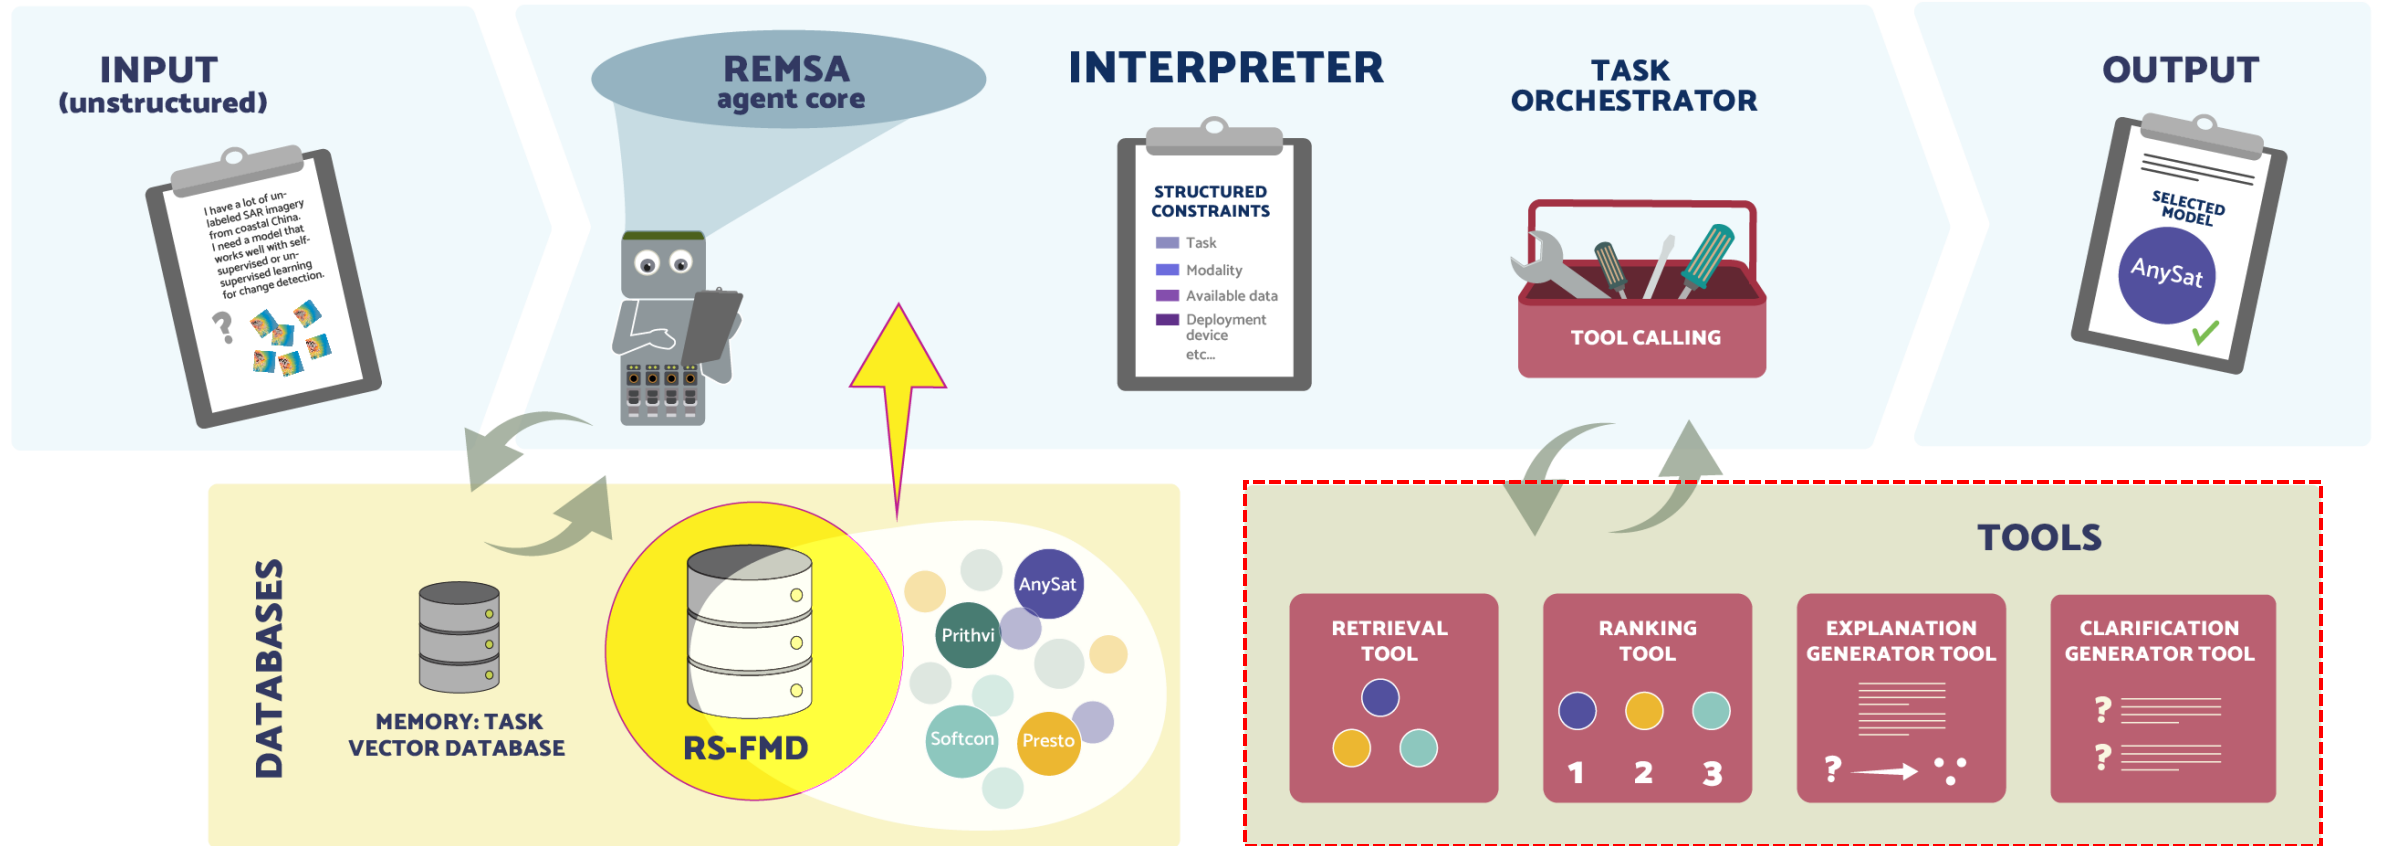 INPUT
(unstructured)
I have a lot of un-
labeled SAR imagery
from coastal China.
I need a model that
works well with self-
supervised or un-
supervised learning
for change detection.
?
REMSA
agent core
INTERPRETER
STRUCTURED
CONSTRAINTS
Task
Modality
Available data
Deployment
device
etc...
TASK
ORCHESTRATOR
TOOL CALLING
OUTPUT
SELECTED
MODEL
AnySat
DATABASES
MEMORY: TASK
VECTOR DATABASE
RS-FMD
AnySat
Prithvi
Softcon
Presto
TOOLS
RETRIEVAL
TOOL
RANKING
TOOL
1 2 3
EXPLANATION
GENERATOR TOOL
?
CLARIFICATION
GENERATOR TOOL
?
?